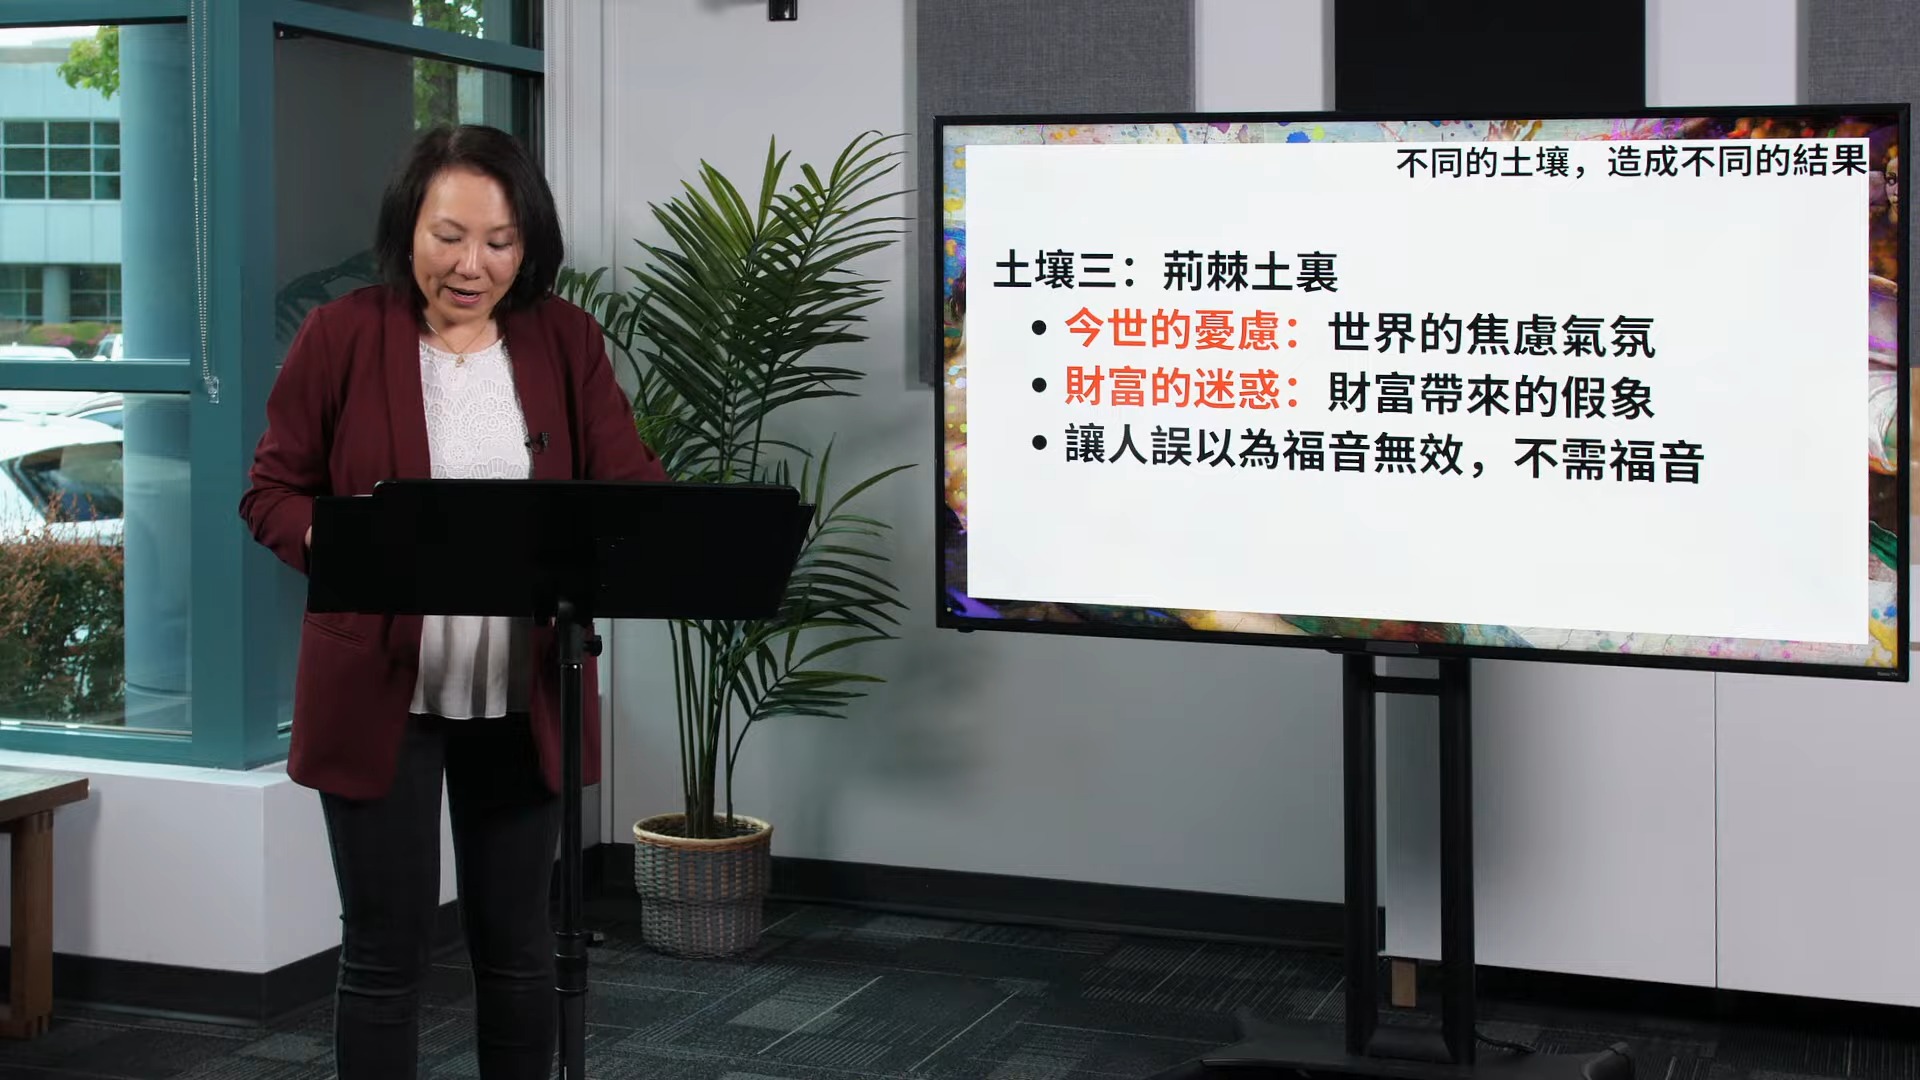 不同的土壤，造成不同的結果
土壤三：荊棘土裏
• 今世的憂慮：世界的焦慮氣氛
• 財富的迷惑：財富帶來的假象
• 讓人誤以為福音無效，不需福音